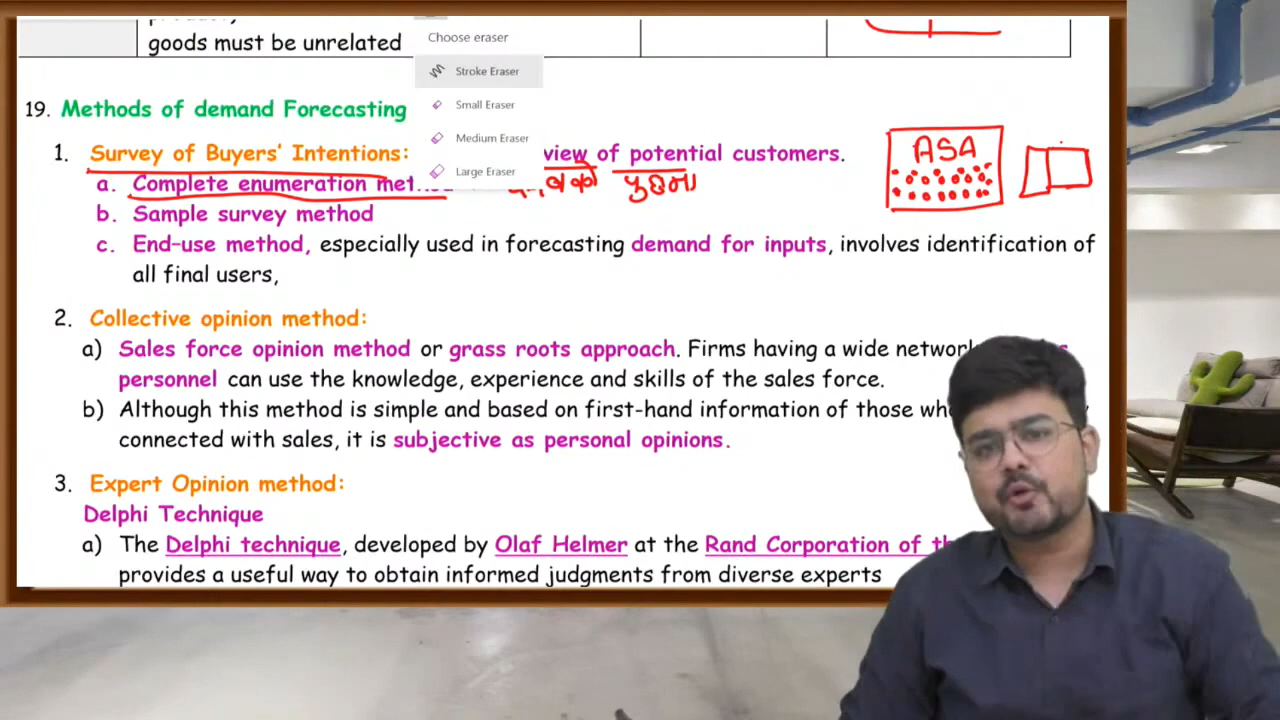 goods must be unrelated
Choose eraser
Stroke Eraser
Small Eraser
Medium Eraser
Large Eraser
19. Methods of demand Forecasting
1. Survey of Buyers' Intentions: view of potential customers.
सबको पूछना
ASA
a. Complete enumeration
b. Sample survey method
c. End-use method, especially used in forecasting demand for inputs, involves identification of
all final users,
2. Collective opinion method:
a) Sales force opinion method or grass roots approach. Firms having a wide network
personnel can use the knowledge, experience and skills of the sales force.
b) Although this method is simple and based on first-hand information of those
connected with sales, it is subjective as personal opinions.
3. Expert Opinion method:
Delphi Technique
a) The Delphi technique, developed by Olaf Helmer at the Rand Corporation of
provides a useful way to obtain informed judgments from diverse experts